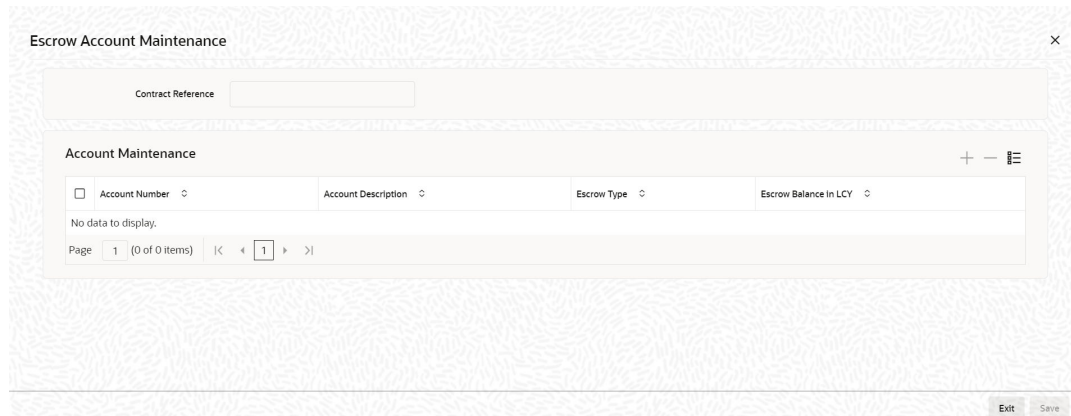 Escrow Account Maintenance
Contract Reference
Account Maintenance
Account Number Account Description Escrow Type Escrow Balance In LCY
No data to display.
Page 1 (0 of 0 items) 1
Exit Save